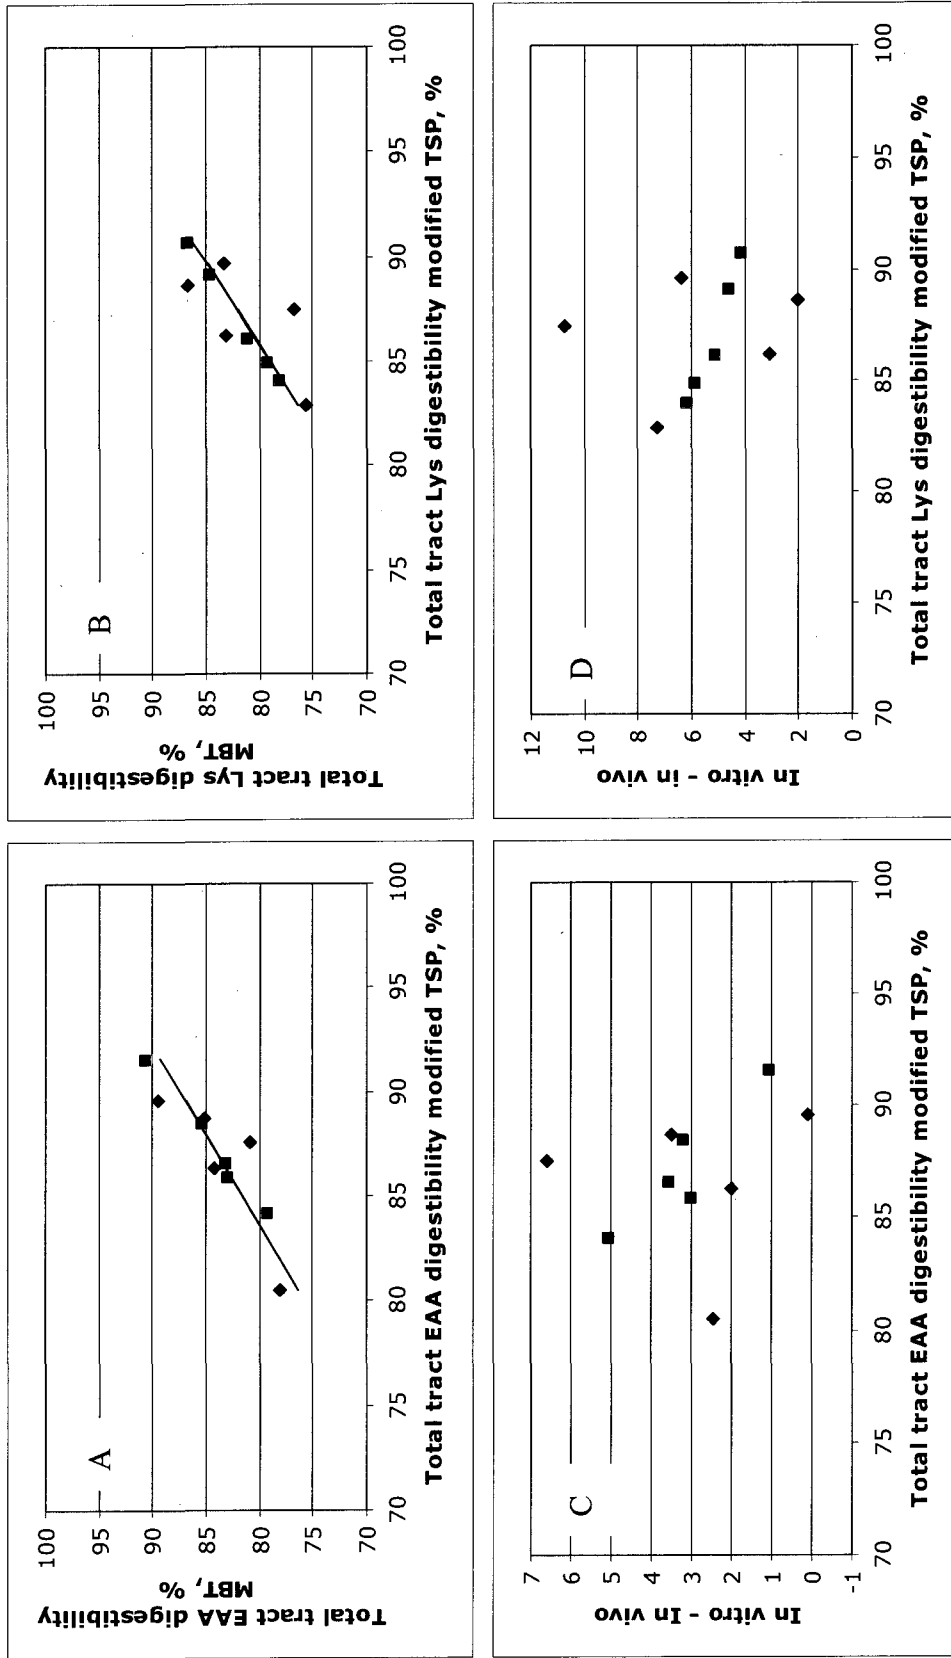 A
Total tract EAA digestibility
MBT, %
100
95
90
85
80
75
70
70 75 80 85 90 95 100
Total tract EAA digestibility modified TSP, %
B
Total tract Lys digestibility
MBT, %
100
95
90
85
80
75
70
70 75 80 85 90 95 100
Total tract Lys digestibility modified TSP, %
C
In vitro - In vivo
7
6
5
4
3
2
1
0
-1
70 75 80 85 90 95 100
Total tract EAA digestibility modified TSP, %
D
In vitro - in vivo
12
10
8
6
4
2
0
70 75 80 85 90 95 100
Total tract Lys digestibility modified TSP, %